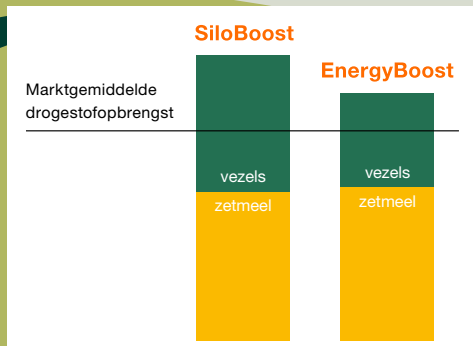 SiloBoost
EnergyBoost
Marktgemiddelde
drogestofopbrengst
vezels
vezels
zetmeel
zetmeel